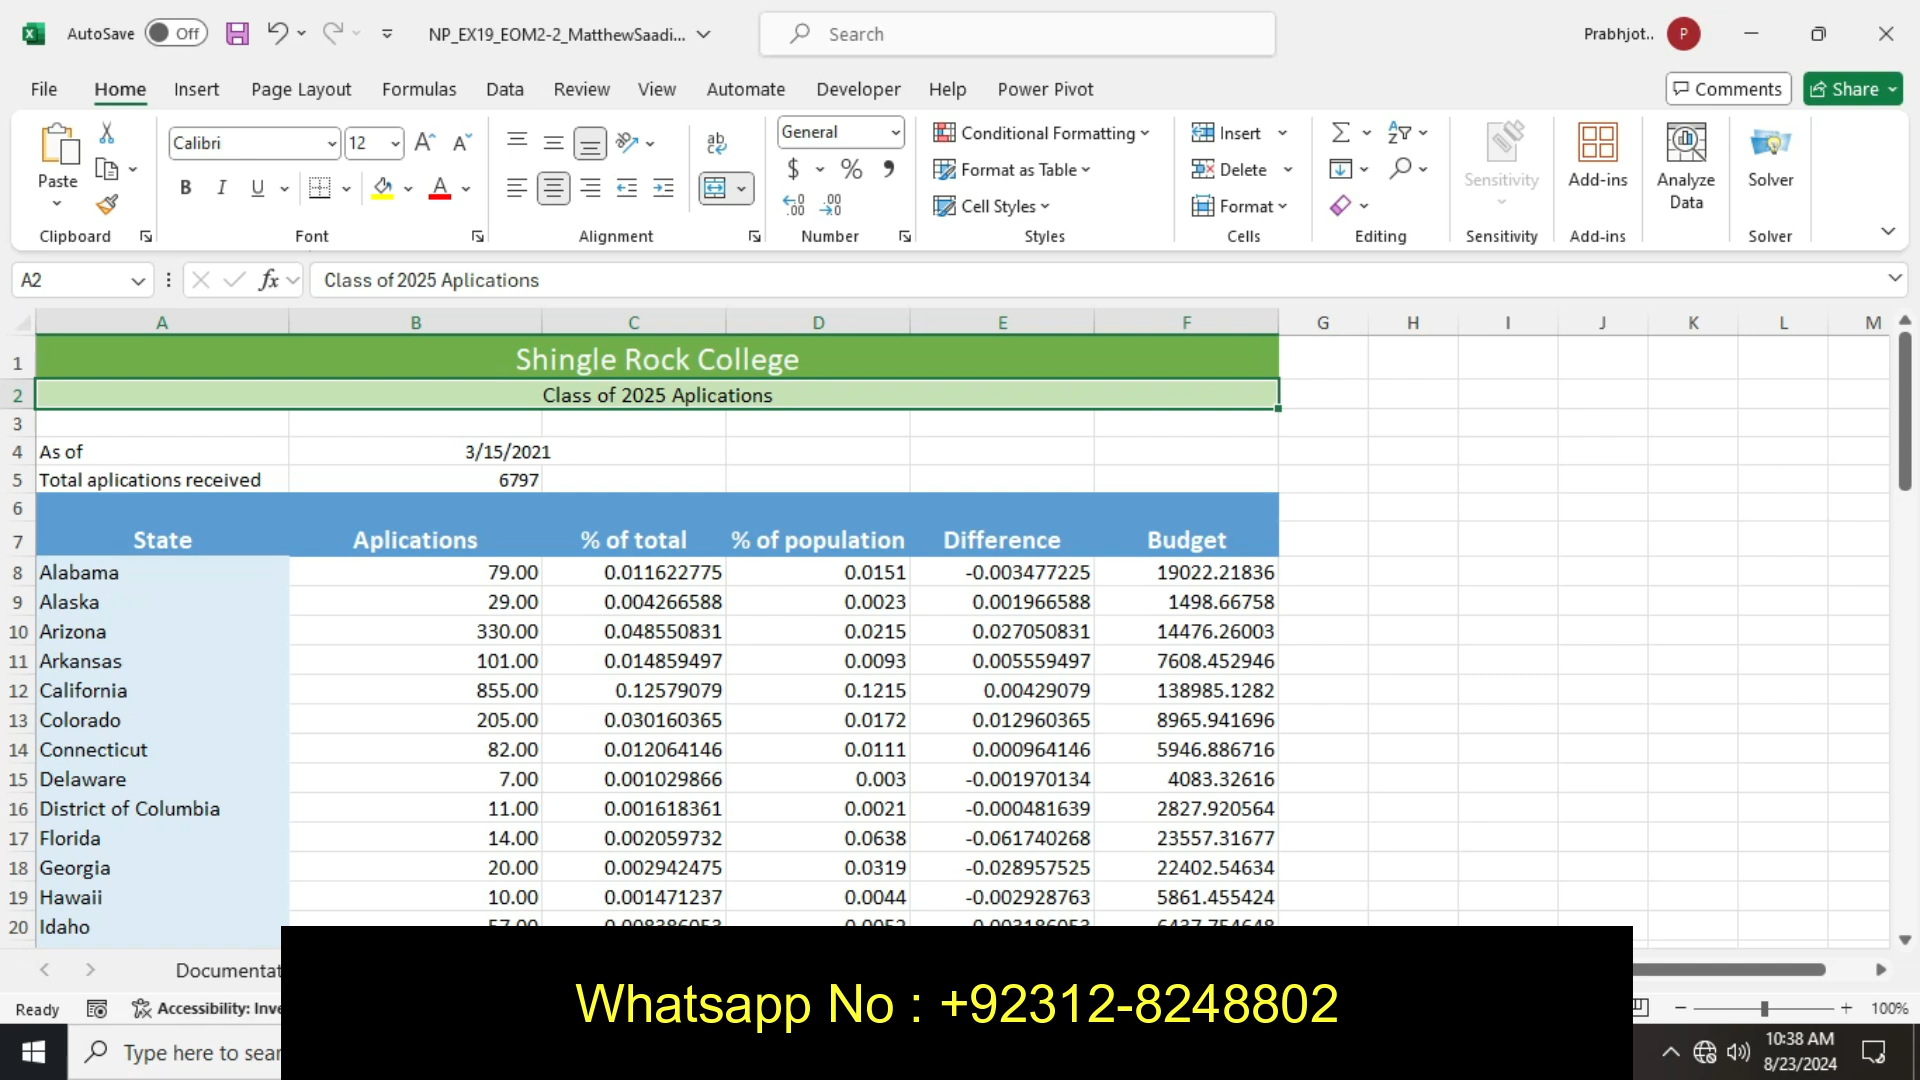 AutoSave Off NP_EX19_EOM2-2_MatthewSaadi... Search Prabhjot.. P
File Home Insert Page Layout Formulas Data Review View Automate Developer Help Power Pivot Comments Share
Paste Calibri 12 General Conditional Formatting Insert
B I U A $ % Format as Table Delete Sensitivity Add-ins Analyze Data Solver
Cell Styles Format
Clipboard Font Alignment Number Styles Cells Editing Sensitivity Add-ins Solver
A2 fx Class of 2025 Aplications
A B C D E F G H I J K L M
1 Shingle Rock College
2 Class of 2025 Aplications
3
4 As of 3/15/2021
5 Total aplications received 6797
6
7 State Aplications % of total % of population Difference Budget
8 Alabama 79.00 0.011622775 0.0151 -0.003477225 19022.21836
9 Alaska 29.00 0.004266588 0.0023 0.001966588 1498.66758
10 Arizona 330.00 0.048550831 0.0215 0.027050831 14476.26003
11 Arkansas 101.00 0.014859497 0.0093 0.005559497 7608.452946
12 California 855.00 0.12579079 0.1215 0.00429079 138985.1282
13 Colorado 205.00 0.030160365 0.0172 0.012960365 8965.941696
14 Connecticut 82.00 0.012064146 0.0111 0.000964146 5946.886716
15 Delaware 7.00 0.001029866 0.003 -0.001970134 4083.32616
16 District of Columbia 11.00 0.001618361 0.0021 -0.000481639 2827.920564
17 Florida 14.00 0.002059732 0.0638 -0.061740268 23557.31677
18 Georgia 20.00 0.002942475 0.0319 -0.028957525 22402.54634
19 Hawaii 10.00 0.001471237 0.0044 -0.002928763 5861.455424
20 Idaho
Documentat
Whatsapp No : +92312-8248802
Ready Accessibility: Inve 100%
Type here to sear 10:38 AM
8/23/2024